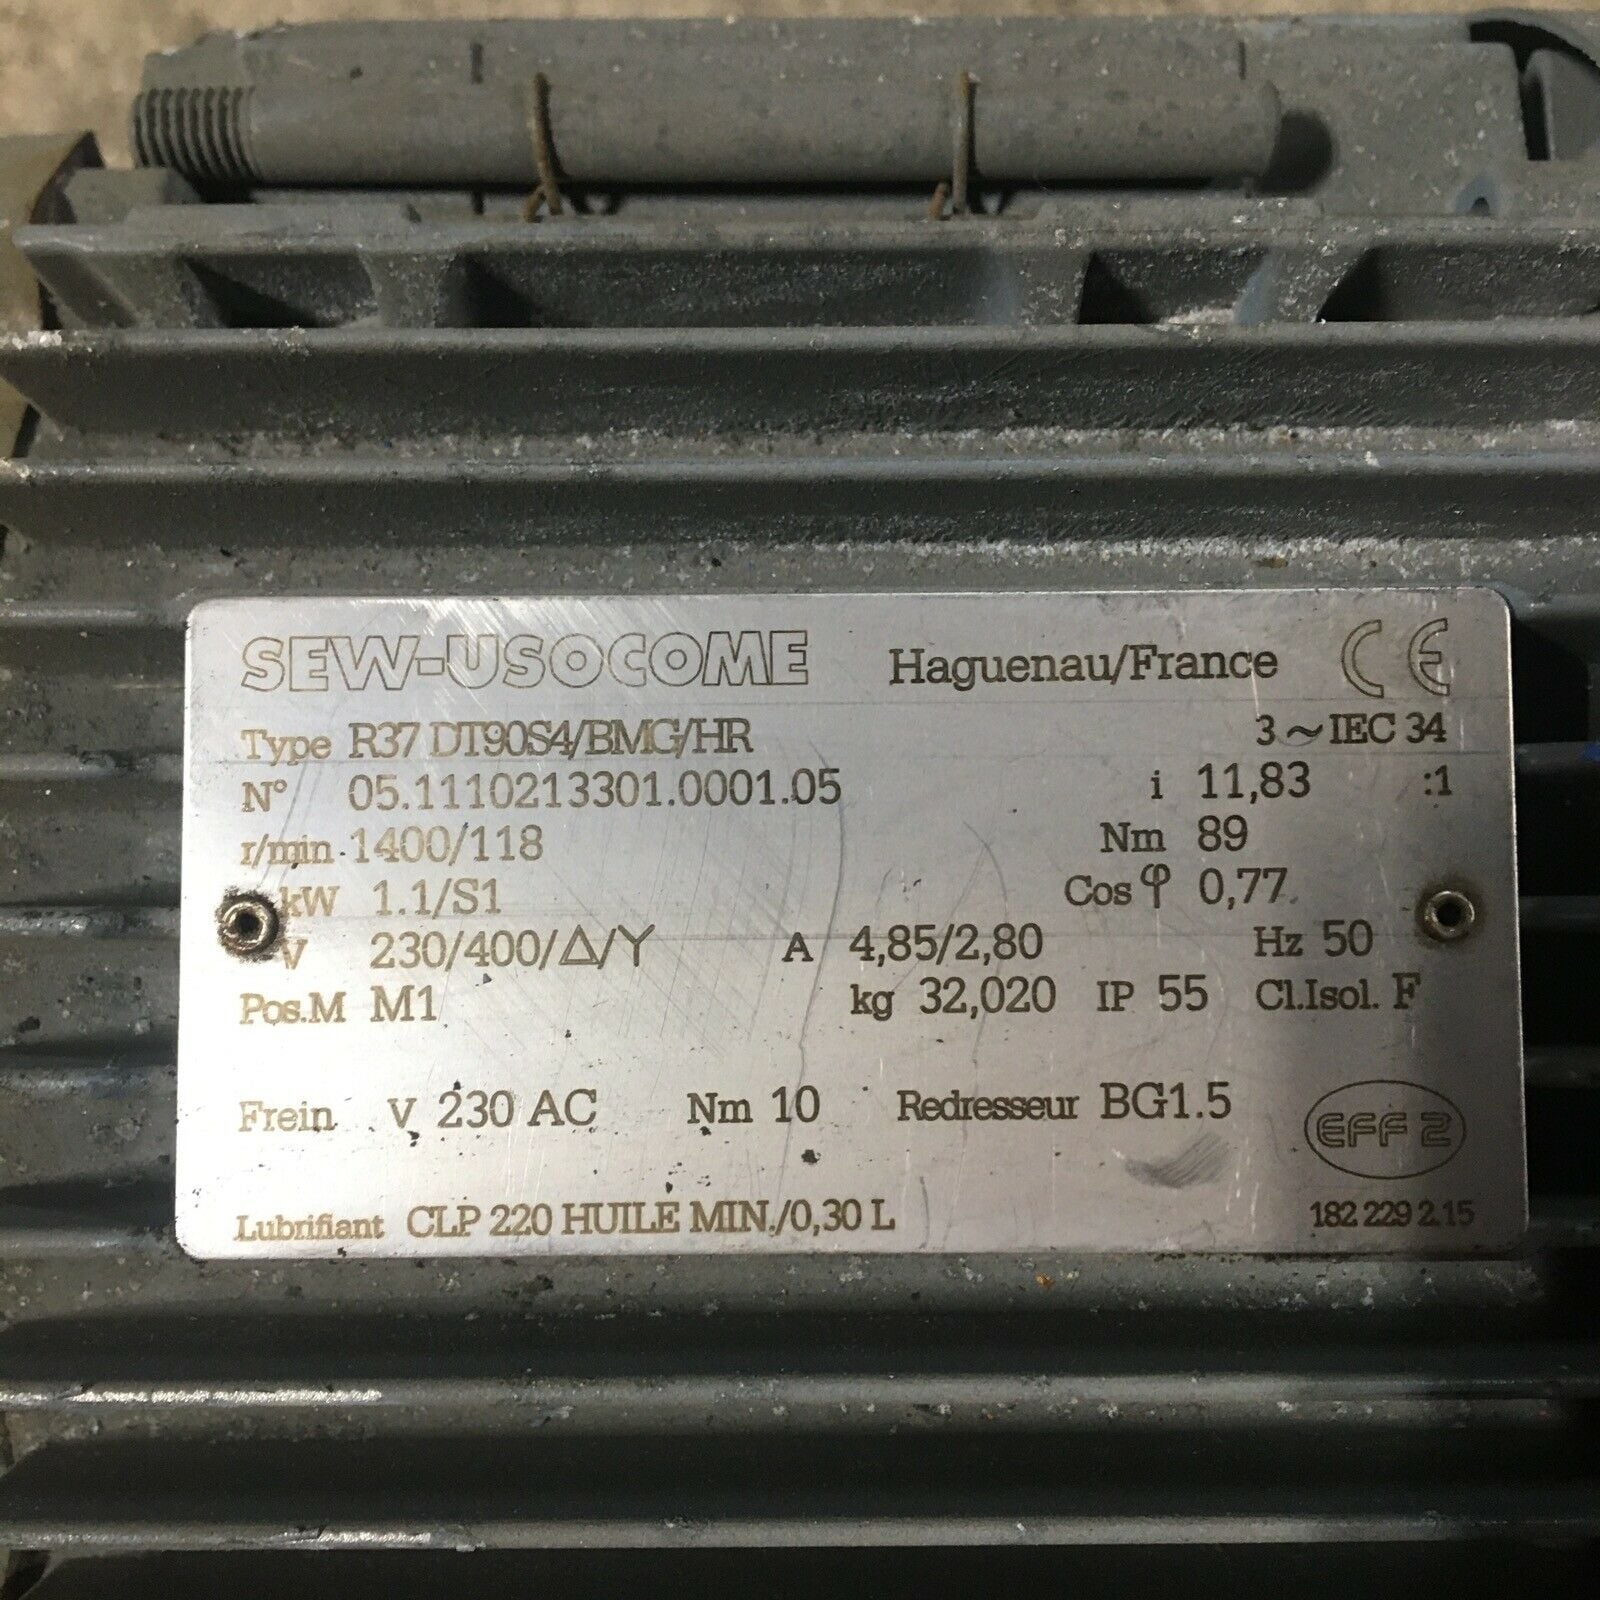 SEW-USOCOME Haguenau/France CE
Type R37 DT90S4/BMG/HR 3~IEC 34
N° 05.1110213301.0001.05 i 11,83 :1
r/min 1400/118 Nm 89
kW 1.1/S1 Cos φ 0,77
V 230/400/Δ/Y A 4,85/2,80 Hz 50
Pos.M M1 kg 32,020 IP 55 Cl.Isol. F
Frein V 230 AC Nm 10 Redresseur BG1.5
EFF 2
Lubrifiant CLP 220 HUILE MIN./0,30 L 182 229 2.15